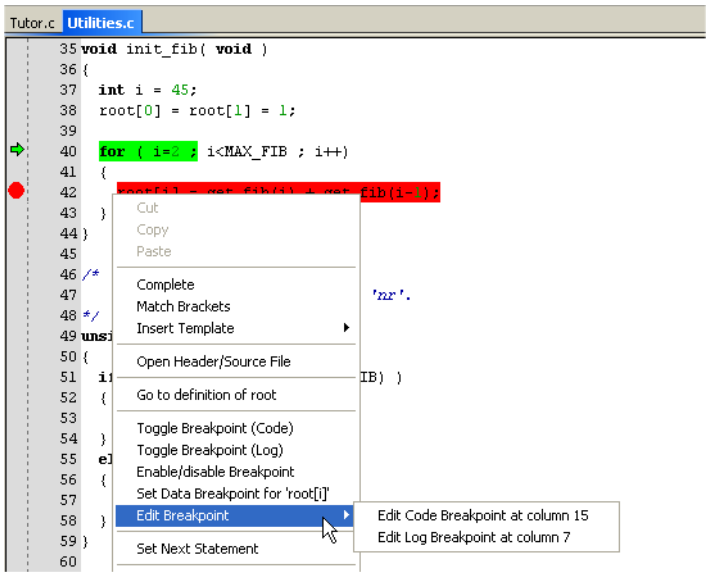 Tutor.c Utilities.c
35 void init_fib( void )
36 {
37 int i = 45;
38 root[0] = root[1] = 1;
39
40 for ( i=2 ; i<MAX_FIB ; i++)
41 {
42 root[i] = get_fib(i) + get_fib(i-1);
43 }
44 }
45
46 /*
47 'nr'.
48 */
49 unsi
50 {
51 i IB) )
52 {
53
54 }
55 el
56 {
57
58 }
59 }
60
Cut
Copy
Paste
Complete
Match Brackets
Insert Template
Open Header/Source File
Go to definition of root
Toggle Breakpoint (Code)
Toggle Breakpoint (Log)
Enable/disable Breakpoint
Set Data Breakpoint for 'root[i]'
Edit Breakpoint
Set Next Statement
Edit Code Breakpoint at column 15
Edit Log Breakpoint at column 7